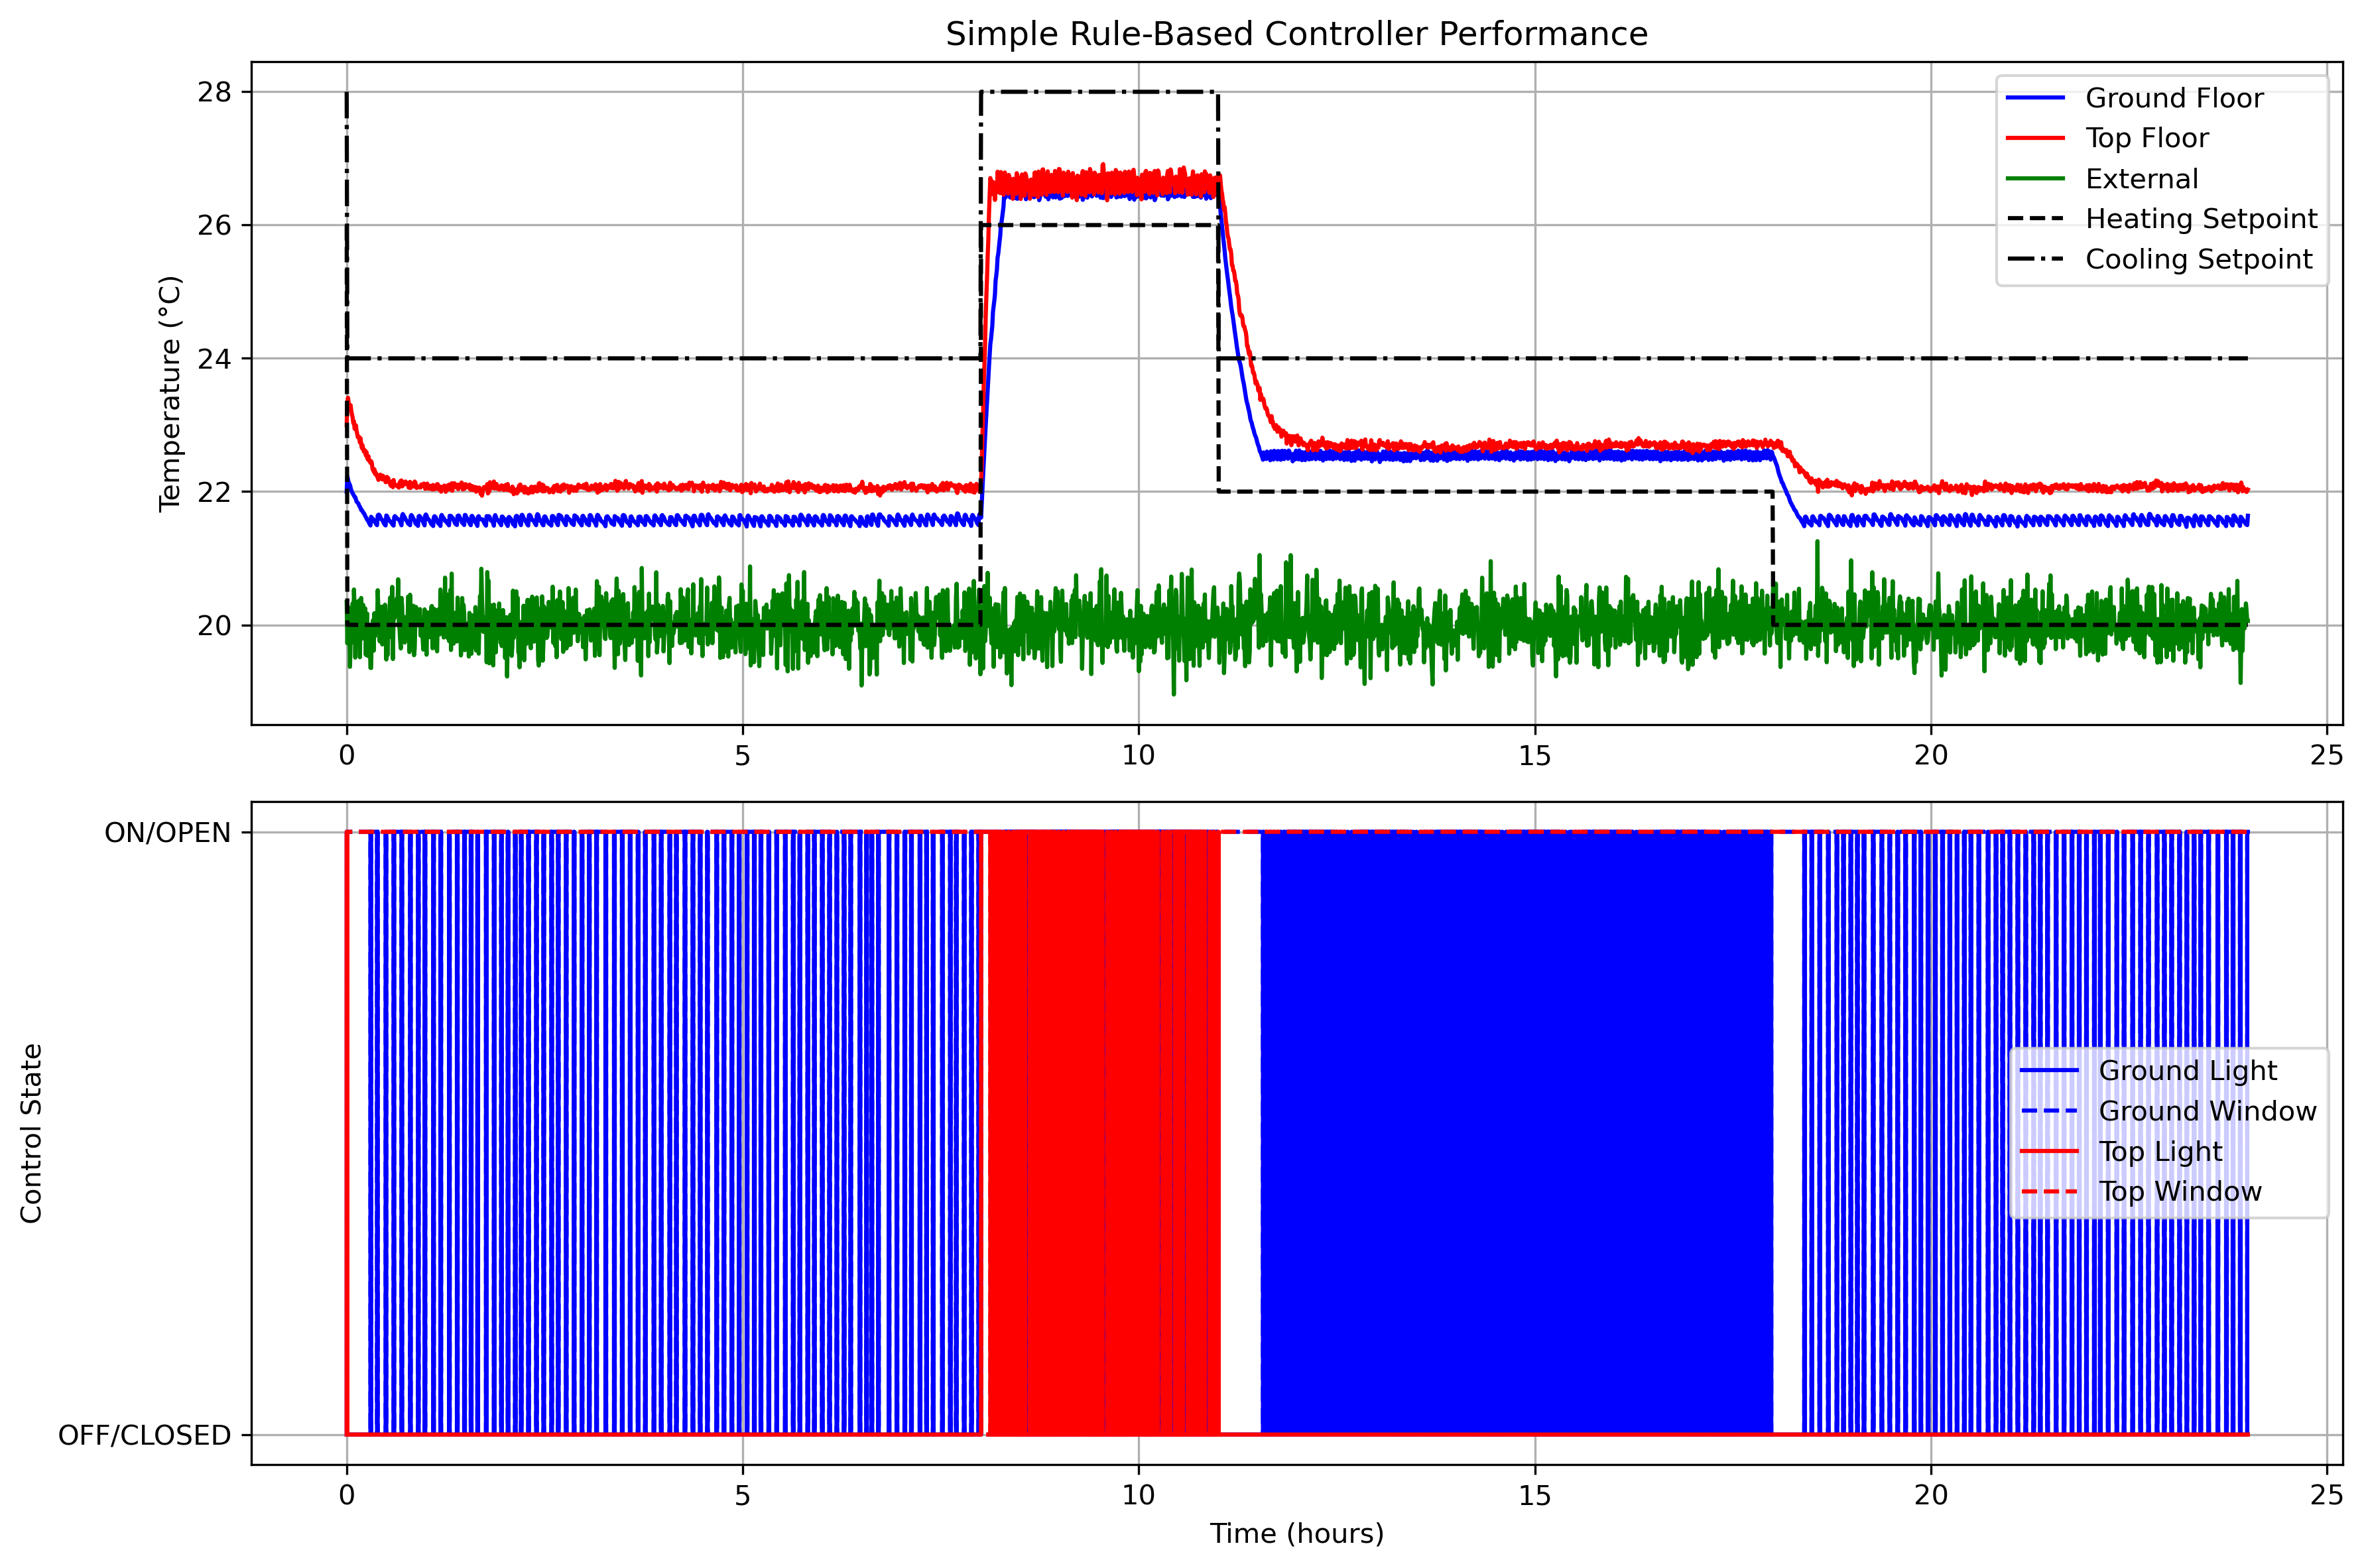 Simple Rule-Based Controller Performance
Temperature (°C)
28
26
24
22
20
Ground Floor
Top Floor
External
Heating Setpoint
Cooling Setpoint
0 5 10 15 20 25
Control State
ON/OPEN
OFF/CLOSED
Ground Light
Ground Window
Top Light
Top Window
0 5 10 15 20 25
Time (hours)